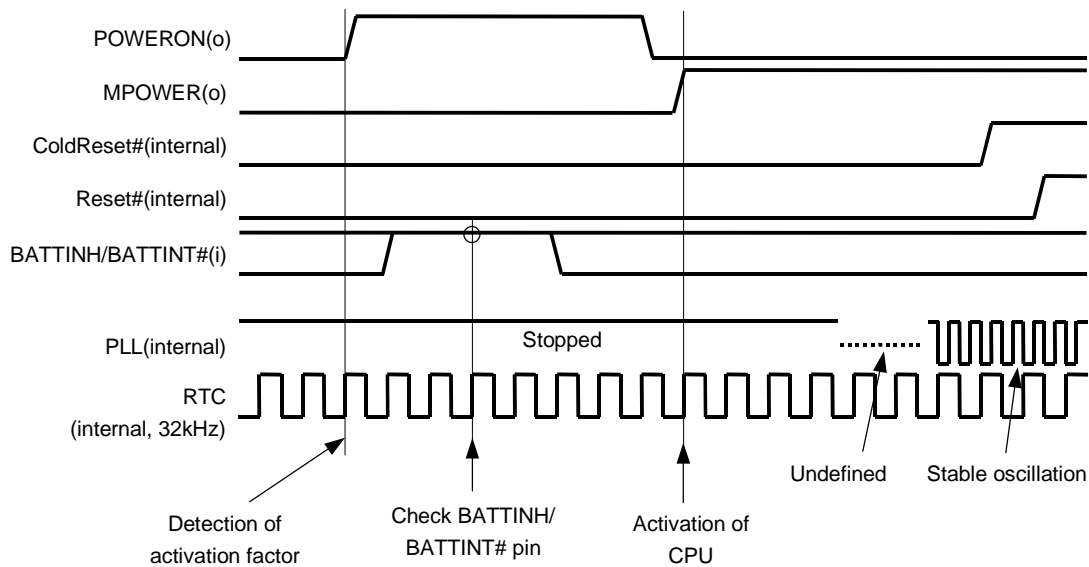 POWERON(o)
MPOWER(o)
ColdReset#(internal)
Reset#(internal)
BATTINH/BATTINT#(i)
Stopped
PLL(internal)
RTC
(internal, 32kHz)
Undefined
Stable oscillation
Detection of
activation factor
Check BATTINH/
BATTINT# pin
Activation of
CPU